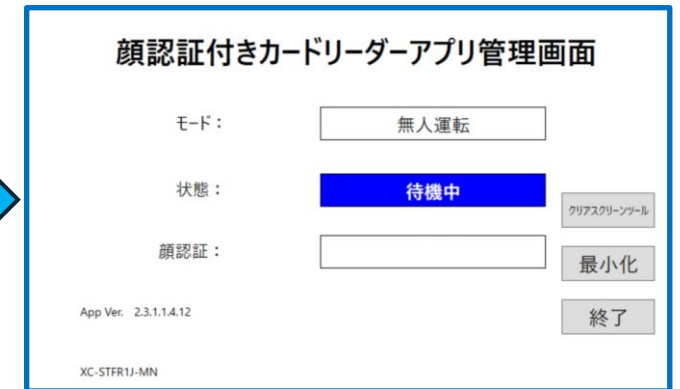 顔認証付きカードリーダーアプリ管理画面
モード：
無人運転
状態：
待機中
クリアスクリーンツール
顔認証：
最小化
App Ver. 2.3.1.1.4.12
終了
XC-STFR1J-MN